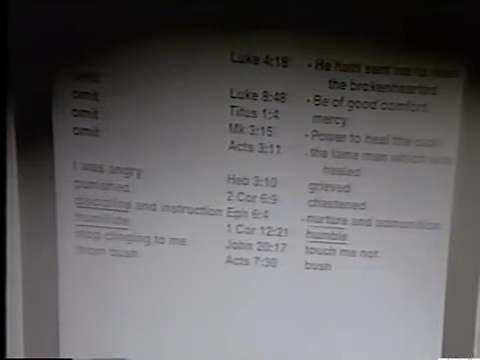 Luke 4:18 - He hath sent me to heal
the brokenhearted
omit Luke 8:48 - Be of good comfort
omit Titus 1:4 mercy
omit Mk 3:15 - Power to heal the sick
Acts 3:11 - the lame man which was
healed
I was angry Heb 3:10 grieved
punished 2 Cor 6:9 chastened
discipline and instruction Eph 6:4 - nurture and admonition
humiliate 1 Cor 12:21 humble
stop clinging to me John 20:17 touch me not
thorn bush Acts 7:30 bush